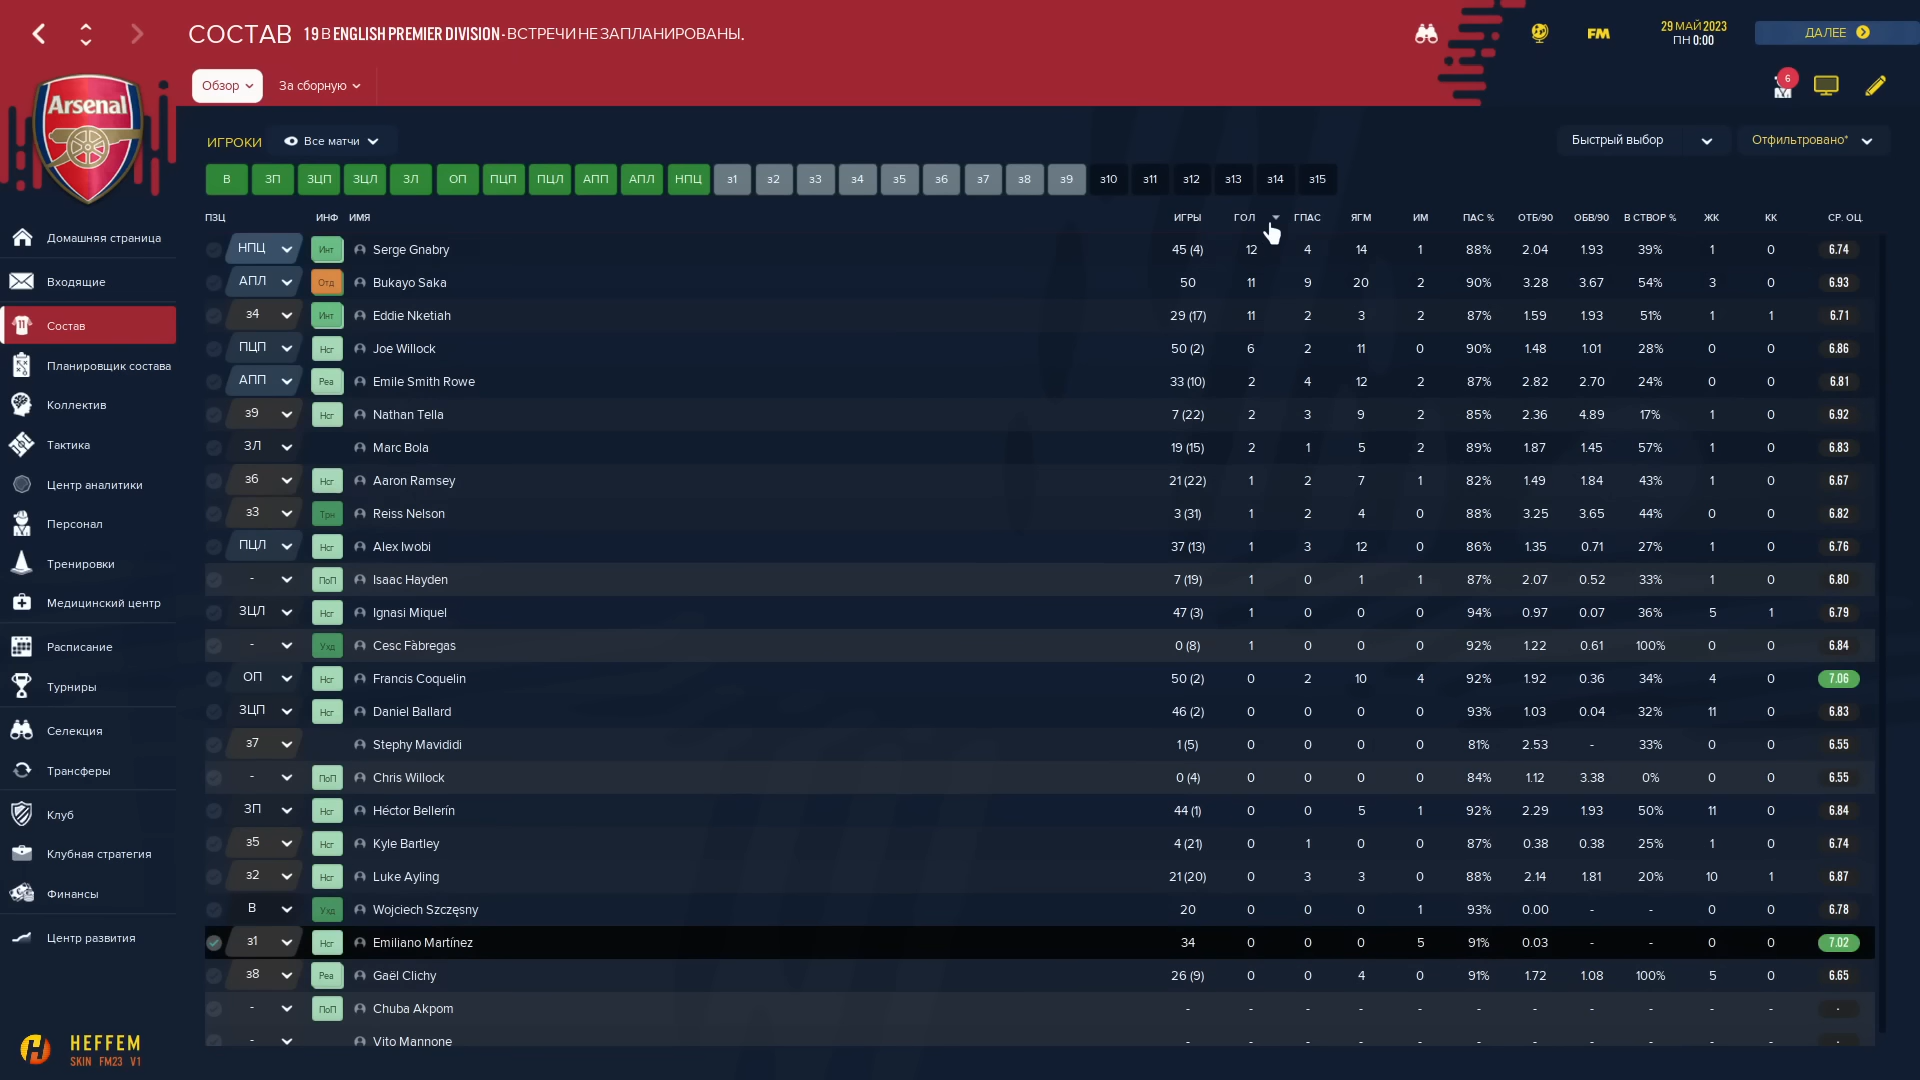 СОСТАВ 19 В ENGLISH PREMIER DIVISION - ВСТРЕЧИ НЕ ЗАПЛАНИРОВАНЫ.
FM
29 МАЙ 2023
ПН 0:00
ДАЛЕЕ
Arsenal
Обзор За сборную
6
ИГРОКИ Все матчи Быстрый выбор Отфильтровано*
В ЗП ЗЦП ЗЦЛ ЗЛ ОП ПЦП ПЦЛ АПП АПЛ НПЦ з1 з2 з3 з4 з5 з6 з7 з8 з9 з10 з11 з12 з13 з14 з15
ПЗЦ ИНФ ИМЯ ИГРЫ ГОЛ ГПАС ЯГМ ИМ ПАС % ОТБ/90 ОБВ/90 В СТВОР % ЖК КК СР. ОЦ.
НПЦ Инт Serge Gnabry 45 (4) 12 4 14 1 88% 2.04 1.93 39% 1 0 6.74
АПЛ Отд Bukayo Saka 50 11 9 20 2 90% 3.28 3.67 54% 3 0 6.93
з4 Инт Eddie Nketiah 29 (17) 11 2 3 2 87% 1.59 1.93 51% 1 1 6.71
ПЦП Нсг Joe Willock 50 (2) 6 2 11 0 90% 1.48 1.01 28% 0 0 6.86
АПП Реа Emile Smith Rowe 33 (10) 2 4 12 2 87% 2.82 2.70 24% 0 0 6.81
з9 Нсг Nathan Tella 7 (22) 2 3 9 2 85% 2.36 4.89 17% 1 0 6.92
ЗЛ Marc Bola 19 (15) 2 1 5 2 89% 1.87 1.45 57% 1 0 6.83
з6 Нсг Aaron Ramsey 21 (22) 1 2 7 1 82% 1.49 1.84 43% 1 0 6.67
з3 Трн Reiss Nelson 3 (31) 1 2 4 0 88% 3.25 3.65 44% 0 0 6.82
ПЦЛ Нсг Alex Iwobi 37 (13) 1 3 12 0 86% 1.35 0.71 27% 1 0 6.76
- ПоП Isaac Hayden 7 (19) 1 0 1 1 87% 2.07 0.52 33% 1 0 6.80
ЗЦЛ Нсг Ignasi Miquel 47 (3) 1 0 0 0 94% 0.97 0.07 36% 5 1 6.79
- Ухд Cesc Fàbregas 0 (8) 1 0 0 0 92% 1.22 0.61 100% 0 0 6.84
ОП Нсг Francis Coquelin 50 (2) 0 2 10 4 92% 1.92 0.36 34% 4 0 7.06
ЗЦП Нсг Daniel Ballard 46 (2) 0 0 0 0 93% 1.03 0.04 32% 11 0 6.83
з7 Stephy Mavididi 1 (5) 0 0 0 0 81% 2.53 - 33% 0 0 6.55
- ПоП Chris Willock 0 (4) 0 0 0 0 84% 1.12 3.38 0% 0 0 6.55
ЗП Нсг Héctor Bellerín 44 (1) 0 0 5 1 92% 2.29 1.93 50% 11 0 6.84
з5 Нсг Kyle Bartley 4 (21) 0 1 0 0 87% 0.38 0.38 25% 1 0 6.74
з2 Нсг Luke Ayling 21 (20) 0 3 3 0 88% 2.14 1.81 20% 10 1 6.87
В Ухд Wojciech Szczęsny 20 0 0 0 1 93% 0.00 - - 0 0 6.78
з1 Нсг Emiliano Martínez 34 0 0 0 5 91% 0.03 - - 0 0 7.02
з8 Реа Gaël Clichy 26 (9) 0 0 4 0 91% 1.72 1.08 100% 5 0 6.65
- ПоП Chuba Akpom - - - - - - - - - - - -
- Vito Mannone - - - - - - - - - - - -
Домашняя страница
Входящие
Состав
Планировщик состава
Коллектив
Тактика
Центр аналитики
Персонал
Тренировки
Медицинский центр
Расписание
Турниры
Селекция
Трансферы
Клуб
Клубная стратегия
Финансы
Центр развития
HEFFEM
SKIN FM23 V1